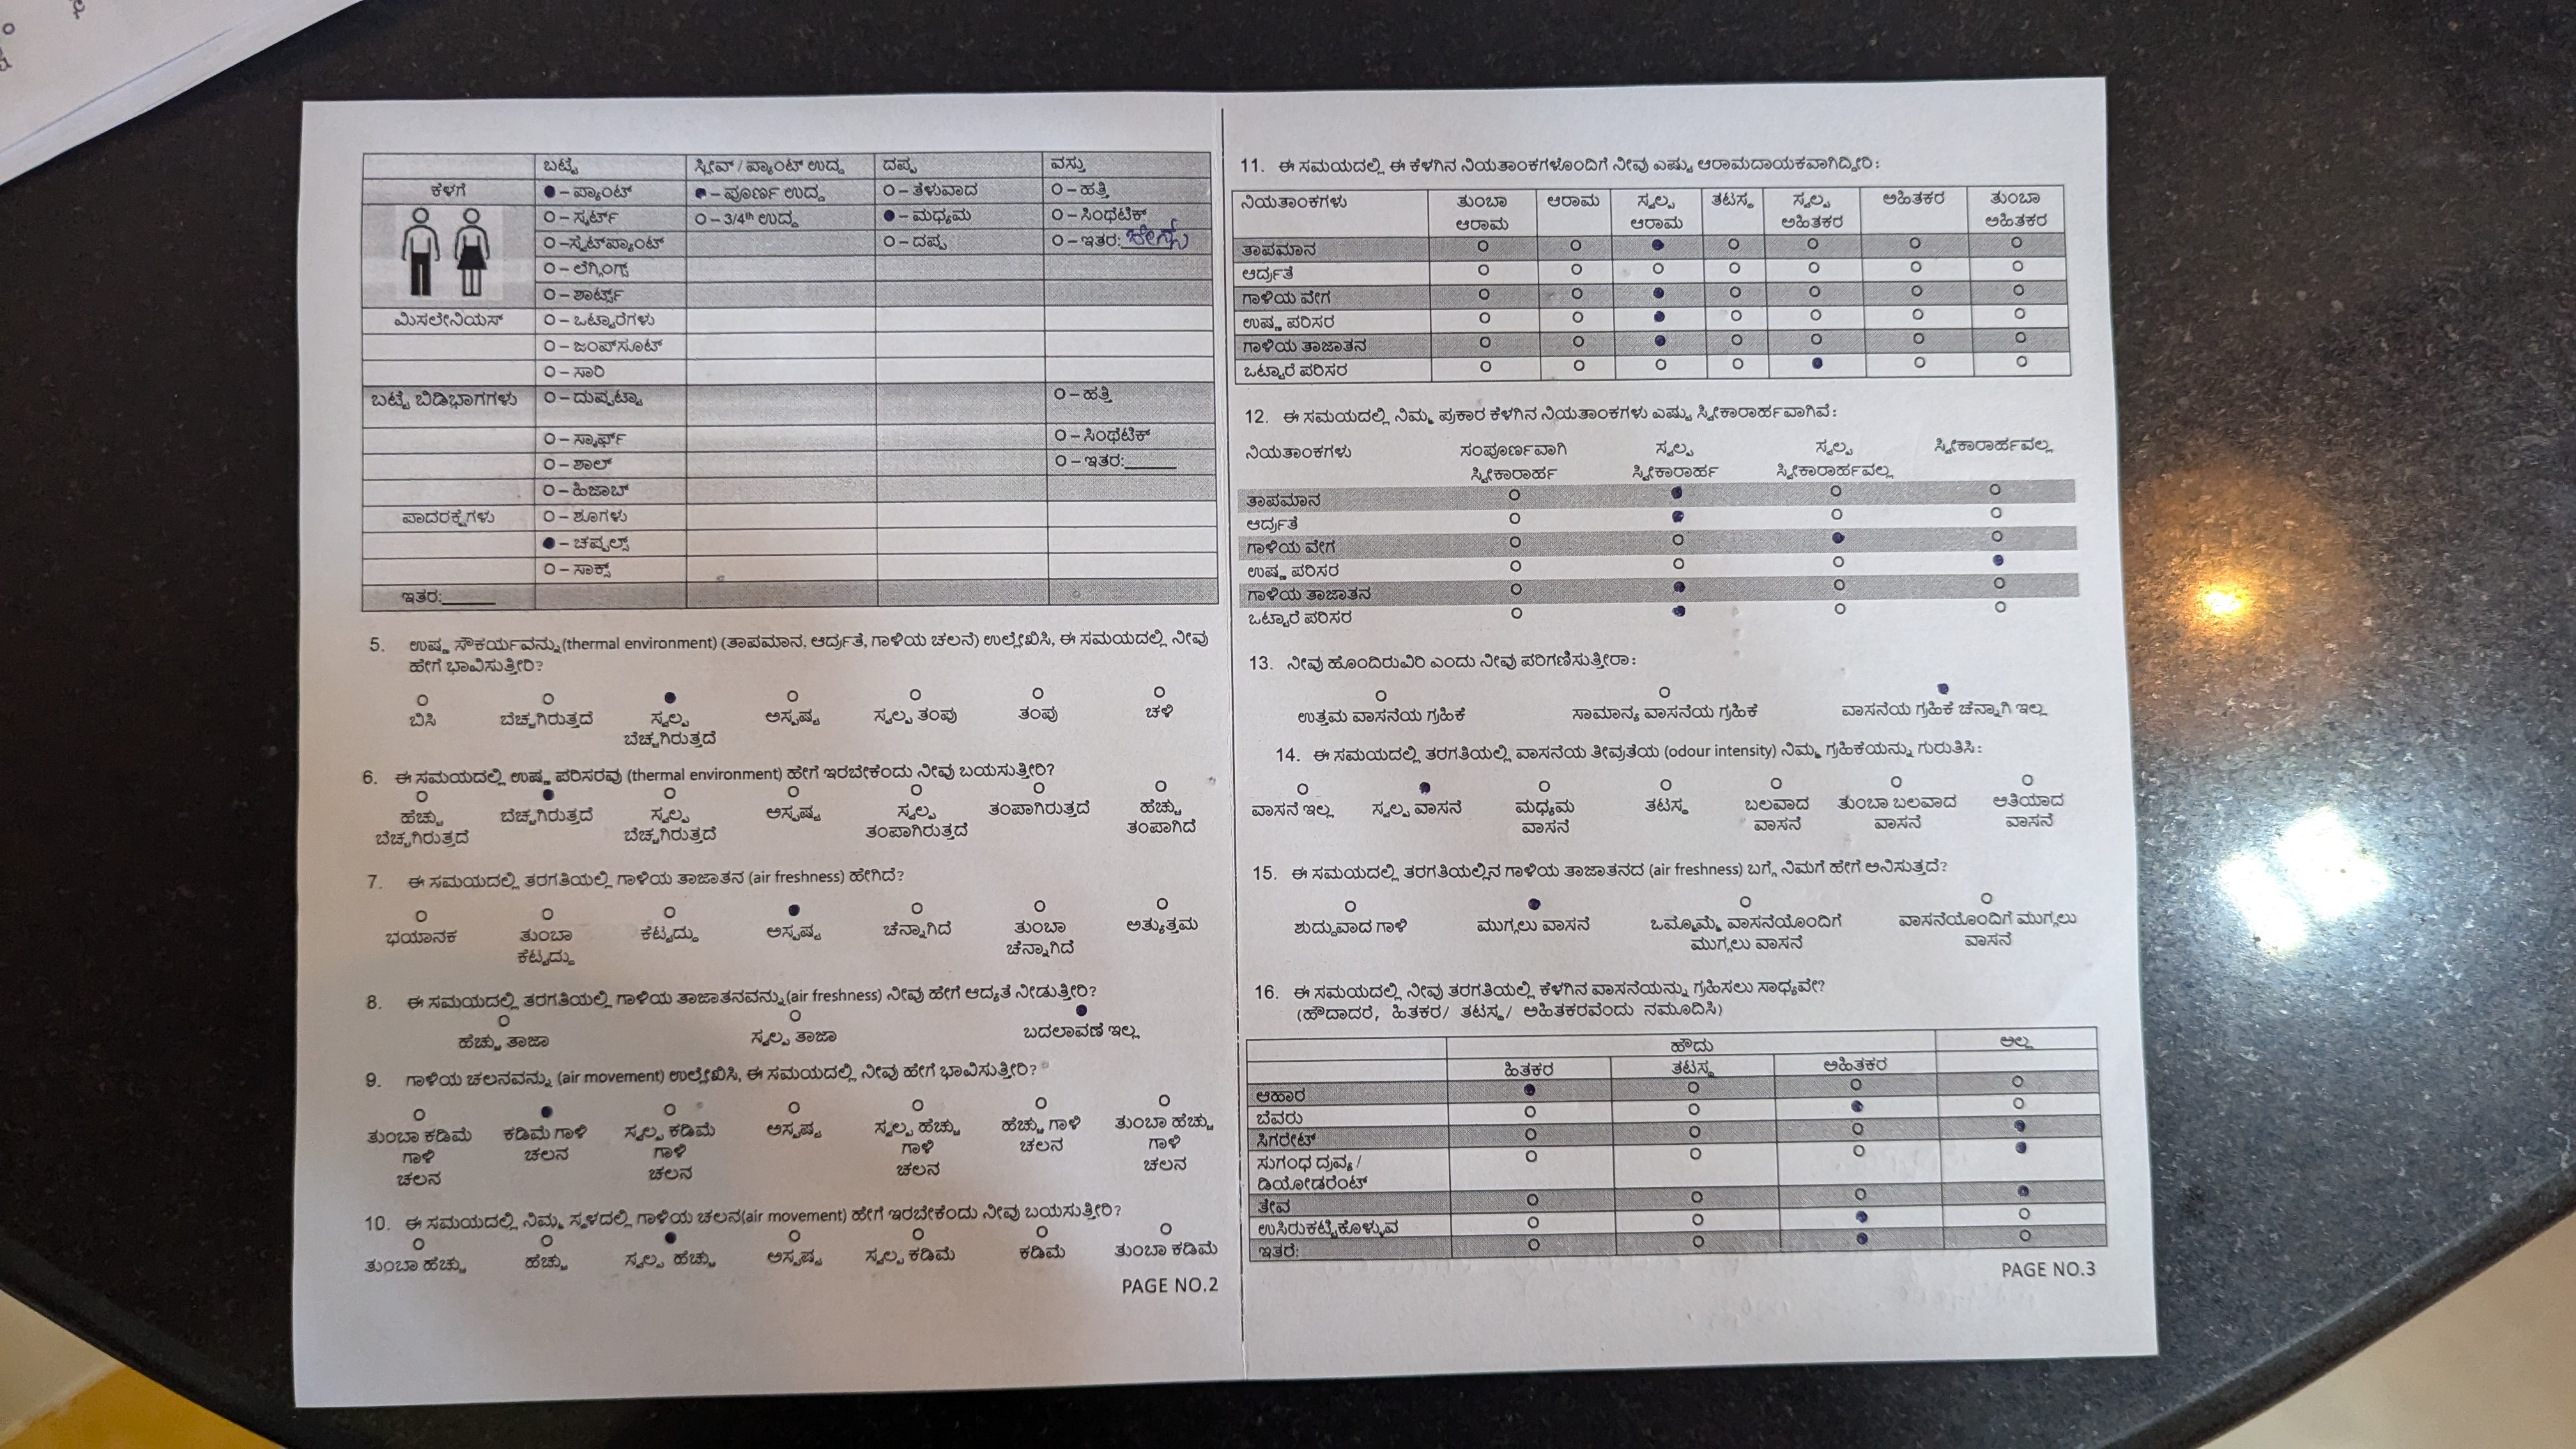 ಬಟ್ಟೆ ಸ್ಲೀವ್ / ಪ್ಯಾಂಟ್ ಉದ್ದ ದಪ್ಪ ವಸ್ತು
ಕೆಳಗೆ ●– ಪ್ಯಾಂಟ್ ●– ಪೂರ್ಣ ಉದ್ದ O – ತೆಳುವಾದ O – ಹತ್ತಿ
O – ಸ್ಕರ್ಟ್ O – 3/4th ಉದ್ದ ●– ಮಧ್ಯಮ O – ಸಿಂಥೆಟಿಕ್
O –ಸ್ವೆಟ್‌ಪ್ಯಾಂಟ್ O – ದಪ್ಪ O – ಇತರ:
O – ಲೆಗ್ಗಿಂಗ್ಸ್
O – ಶಾರ್ಟ್ಸ್
ಮಿಸಲೇನಿಯಸ್ O – ಒಟ್ಟಾರೆಗಳು
O – ಜಂಪ್‌ಸೂಟ್
O – ಸಾರಿ
ಬಟ್ಟೆ ಬಿಡಿಭಾಗಗಳು O – ದುಪ್ಪಟ್ಟಾ O – ಹತ್ತಿ
O – ಸ್ಕಾರ್ಫ್ O – ಸಿಂಥೆಟಿಕ್
O – ಶಾಲ್ O – ಇತರ:______
O – ಹಿಜಾಬ್
ಪಾದರಕ್ಷೆಗಳು O – ಶೂಗಳು
●– ಚಪ್ಪಲ್ಸ್
O – ಸಾಕ್ಸ್
ಇತರ:______
5. ಉಷ್ಣ ಸೌಕರ್ಯವನ್ನು(thermal environment) (ತಾಪಮಾನ, ಆರ್ದ್ರತೆ, ಗಾಳಿಯ ಚಲನೆ) ಉಲ್ಲೇಖಿಸಿ, ಈ ಸಮಯದಲ್ಲಿ ನೀವು
ಹೇಗೆ ಭಾವಿಸುತ್ತೀರಿ?
O O ● O O O O
ಬಿಸಿ ಬೆಚ್ಚಗಿರುತ್ತದೆ ಸ್ವಲ್ಪ ಅಸ್ಪಷ್ಟ ಸ್ವಲ್ಪ ತಂಪು ತಂಪು ಚಳಿ
ಬೆಚ್ಚಗಿರುತ್ತದೆ
6. ಈ ಸಮಯದಲ್ಲಿ ಉಷ್ಣ ಪರಿಸರವು (thermal environment) ಹೇಗೆ ಇರಬೇಕೆಂದು ನೀವು ಬಯಸುತ್ತೀರಿ?
O ● O O O O O
ಹೆಚ್ಚು ಬೆಚ್ಚಗಿರುತ್ತದೆ ಸ್ವಲ್ಪ ಅಸ್ಪಷ್ಟ ಸ್ವಲ್ಪ ತಂಪಾಗಿರುತ್ತದೆ ಹೆಚ್ಚು
ಬೆಚ್ಚಗಿರುತ್ತದೆ ಬೆಚ್ಚಗಿರುತ್ತದೆ ತಂಪಾಗಿರುತ್ತದೆ ತಂಪಾಗಿದೆ
7. ಈ ಸಮಯದಲ್ಲಿ ತರಗತಿಯಲ್ಲಿ ಗಾಳಿಯ ತಾಜಾತನ (air freshness) ಹೇಗಿದೆ?
O O O ● O O O
ಭಯಾನಕ ತುಂಬಾ ಕೆಟ್ಟದ್ದು ಅಸ್ಪಷ್ಟ ಚೆನ್ನಾಗಿದೆ ತುಂಬಾ ಅತ್ಯುತ್ತಮ
ಕೆಟ್ಟದ್ದು ಚೆನ್ನಾಗಿದೆ
8. ಈ ಸಮಯದಲ್ಲಿ ತರಗತಿಯಲ್ಲಿ ಗಾಳಿಯ ತಾಜಾತನವನ್ನು(air freshness) ನೀವು ಹೇಗೆ ಆದ್ಯತೆ ನೀಡುತ್ತೀರಿ?
O O ●
ಹೆಚ್ಚು ತಾಜಾ ಸ್ವಲ್ಪ ತಾಜಾ ಬದಲಾವಣೆ ಇಲ್ಲ
9. ಗಾಳಿಯ ಚಲನವನ್ನು (air movement) ಉಲ್ಲೇಖಿಸಿ, ಈ ಸಮಯದಲ್ಲಿ ನೀವು ಹೇಗೆ ಭಾವಿಸುತ್ತೀರಿ?
O ● O O O O O
ತುಂಬಾ ಕಡಿಮೆ ಕಡಿಮೆ ಗಾಳಿ ಸ್ವಲ್ಪ ಕಡಿಮೆ ಅಸ್ಪಷ್ಟ ಸ್ವಲ್ಪ ಹೆಚ್ಚು ಹೆಚ್ಚು ಗಾಳಿ ತುಂಬಾ ಹೆಚ್ಚು
ಗಾಳಿ ಚಲನ ಗಾಳಿ ಗಾಳಿ ಚಲನ ಗಾಳಿ
ಚಲನ ಚಲನ ಚಲನ ಚಲನ
10. ಈ ಸಮಯದಲ್ಲಿ ನಿಮ್ಮ ಸ್ಥಳದಲ್ಲಿ ಗಾಳಿಯ ಚಲನ(air movement) ಹೇಗೆ ಇರಬೇಕೆಂದು ನೀವು ಬಯಸುತ್ತೀರಿ?
O O ● O O O O
ತುಂಬಾ ಹೆಚ್ಚು ಹೆಚ್ಚು ಸ್ವಲ್ಪ ಹೆಚ್ಚು ಅಸ್ಪಷ್ಟ ಸ್ವಲ್ಪ ಕಡಿಮೆ ಕಡಿಮೆ ತುಂಬಾ ಕಡಿಮೆ
PAGE NO.2
11. ಈ ಸಮಯದಲ್ಲಿ ಈ ಕೆಳಗಿನ ನಿಯತಾಂಕಗಳೊಂದಿಗೆ ನೀವು ಎಷ್ಟು ಆರಾಮದಾಯಕವಾಗಿದ್ದೀರಿ:
ನಿಯತಾಂಕಗಳು ತುಂಬಾ ಆರಾಮ ಸ್ವಲ್ಪ ತಟಸ್ಥ ಸ್ವಲ್ಪ ಅಹಿತಕರ ತುಂಬಾ
ಆರಾಮ ಆರಾಮ ಅಹಿತಕರ ಅಹಿತಕರ
ತಾಪಮಾನ O O ● O O O O
ಆರ್ದ್ರತೆ O O O O O O O
ಗಾಳಿಯ ವೇಗ O O ● O O O O
ಉಷ್ಣ ಪರಿಸರ O O ● O O O O
ಗಾಳಿಯ ತಾಜಾತನ O O ● O O O O
ಒಟ್ಟಾರೆ ಪರಿಸರ O O O O ● O O
12. ಈ ಸಮಯದಲ್ಲಿ ನಿಮ್ಮ ಪ್ರಕಾರ ಕೆಳಗಿನ ನಿಯತಾಂಕಗಳು ಎಷ್ಟು ಸ್ವೀಕಾರಾರ್ಹವಾಗಿವೆ:
ನಿಯತಾಂಕಗಳು ಸಂಪೂರ್ಣವಾಗಿ ಸ್ವಲ್ಪ ಸ್ವಲ್ಪ ಸ್ವೀಕಾರಾರ್ಹವಲ್ಲ
ಸ್ವೀಕಾರಾರ್ಹ ಸ್ವೀಕಾರಾರ್ಹ ಸ್ವೀಕಾರಾರ್ಹವಲ್ಲ
ತಾಪಮಾನ O ● O O
ಆರ್ದ್ರತೆ O ● O O
ಗಾಳಿಯ ವೇಗ O O ● O
ಉಷ್ಣ ಪರಿಸರ O O O ●
ಗಾಳಿಯ ತಾಜಾತನ O ● O O
ಒಟ್ಟಾರೆ ಪರಿಸರ O ● O O
13. ನೀವು ಹೊಂದಿರುವಿರಿ ಎಂದು ನೀವು ಪರಿಗಣಿಸುತ್ತೀರಾ:
O O ●
ಉತ್ತಮ ವಾಸನೆಯ ಗ್ರಹಿಕೆ ಸಾಮಾನ್ಯ ವಾಸನೆಯ ಗ್ರಹಿಕೆ ವಾಸನೆಯ ಗ್ರಹಿಕೆ ಚೆನ್ನಾಗಿ ಇಲ್ಲ
14. ಈ ಸಮಯದಲ್ಲಿ ತರಗತಿಯಲ್ಲಿ ವಾಸನೆಯ ತೀವ್ರತೆಯ (odour intensity) ನಿಮ್ಮ ಗ್ರಹಿಕೆಯನ್ನು ಗುರುತಿಸಿ:
O ● O O O O O
ವಾಸನೆ ಇಲ್ಲ ಸ್ವಲ್ಪ ವಾಸನೆ ಮಧ್ಯಮ ತಟಸ್ಥ ಬಲವಾದ ತುಂಬಾ ಬಲವಾದ ಅತಿಯಾದ
ವಾಸನೆ ವಾಸನೆ ವಾಸನೆ ವಾಸನೆ
15. ಈ ಸಮಯದಲ್ಲಿ ತರಗತಿಯಲ್ಲಿನ ಗಾಳಿಯ ತಾಜಾತನದ (air freshness) ಬಗ್ಗೆ ನಿಮಗೆ ಹೇಗೆ ಅನಿಸುತ್ತದೆ?
O ● O O
ಶುದ್ಧವಾದ ಗಾಳಿ ಮುಗ್ಗಲು ವಾಸನೆ ಒಮ್ಮೊಮ್ಮೆ ವಾಸನೆಯೊಂದಿಗೆ ವಾಸನೆಯೊಂದಿಗೆ ಮುಗ್ಗಲು
ಮುಗ್ಗಲು ವಾಸನೆ ವಾಸನೆ
16. ಈ ಸಮಯದಲ್ಲಿ ನೀವು ತರಗತಿಯಲ್ಲಿ ಕೆಳಗಿನ ವಾಸನೆಯನ್ನು ಗ್ರಹಿಸಲು ಸಾಧ್ಯವೇ?
(ಹೌದಾದರೆ, ಹಿತಕರ/ ತಟಸ್ಥ/ ಅಹಿತಕರವೆಂದು ನಮೂದಿಸಿ)
ಹೌದು ಅಲ್ಲ
ಹಿತಕರ ತಟಸ್ಥ ಅಹಿತಕರ
ಆಹಾರ ● O O O
ಬೆವರು O O ● O
ಸಿಗರೇಟ್ O O O ●
ಸುಗಂಧ ದ್ರವ್ಯ/ O O O ●
ಡಿಯೋಡರೆಂಟ್
ತೇವ O O O ●
ಉಸಿರುಕಟ್ಟಿಕೊಳ್ಳುವ O O ● O
ಇತರೆ: O O ● O
PAGE NO.3